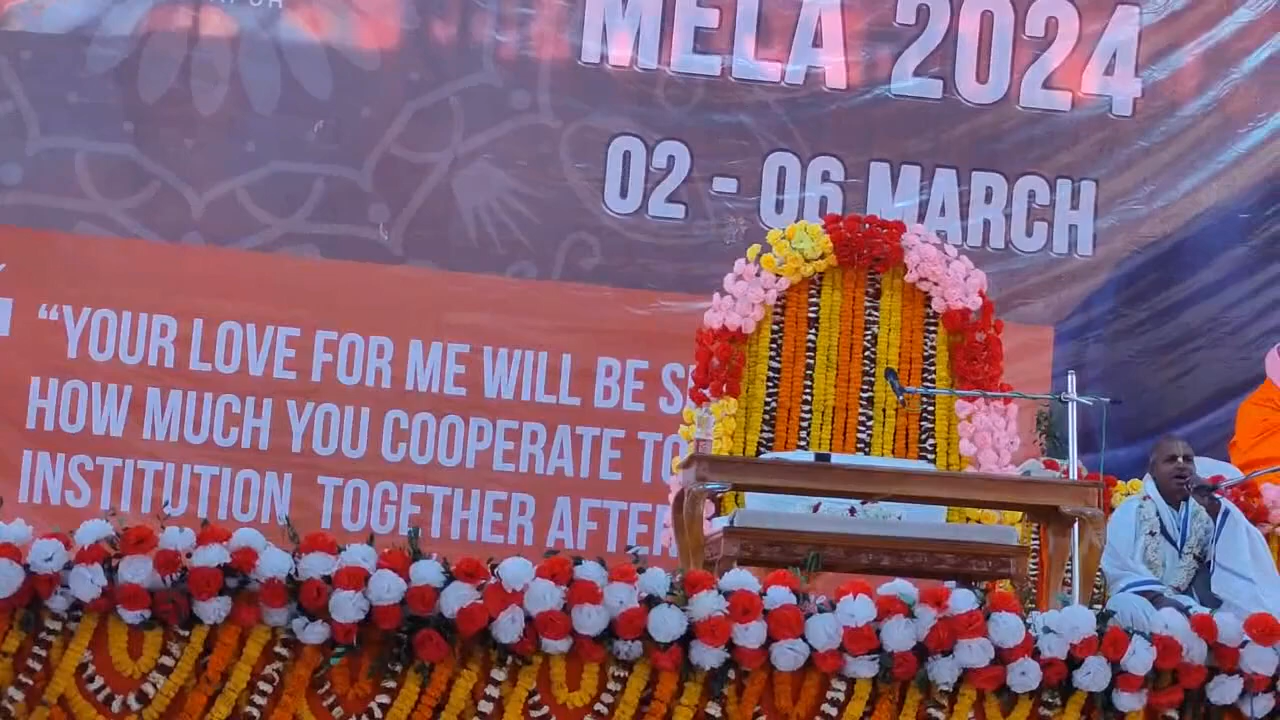 MELA 2024
02 - 06 MARCH
“YOUR LOVE FOR ME WILL BE
HOW MUCH YOU COOPERATE TO
INSTITUTION TOGETHER AFTER